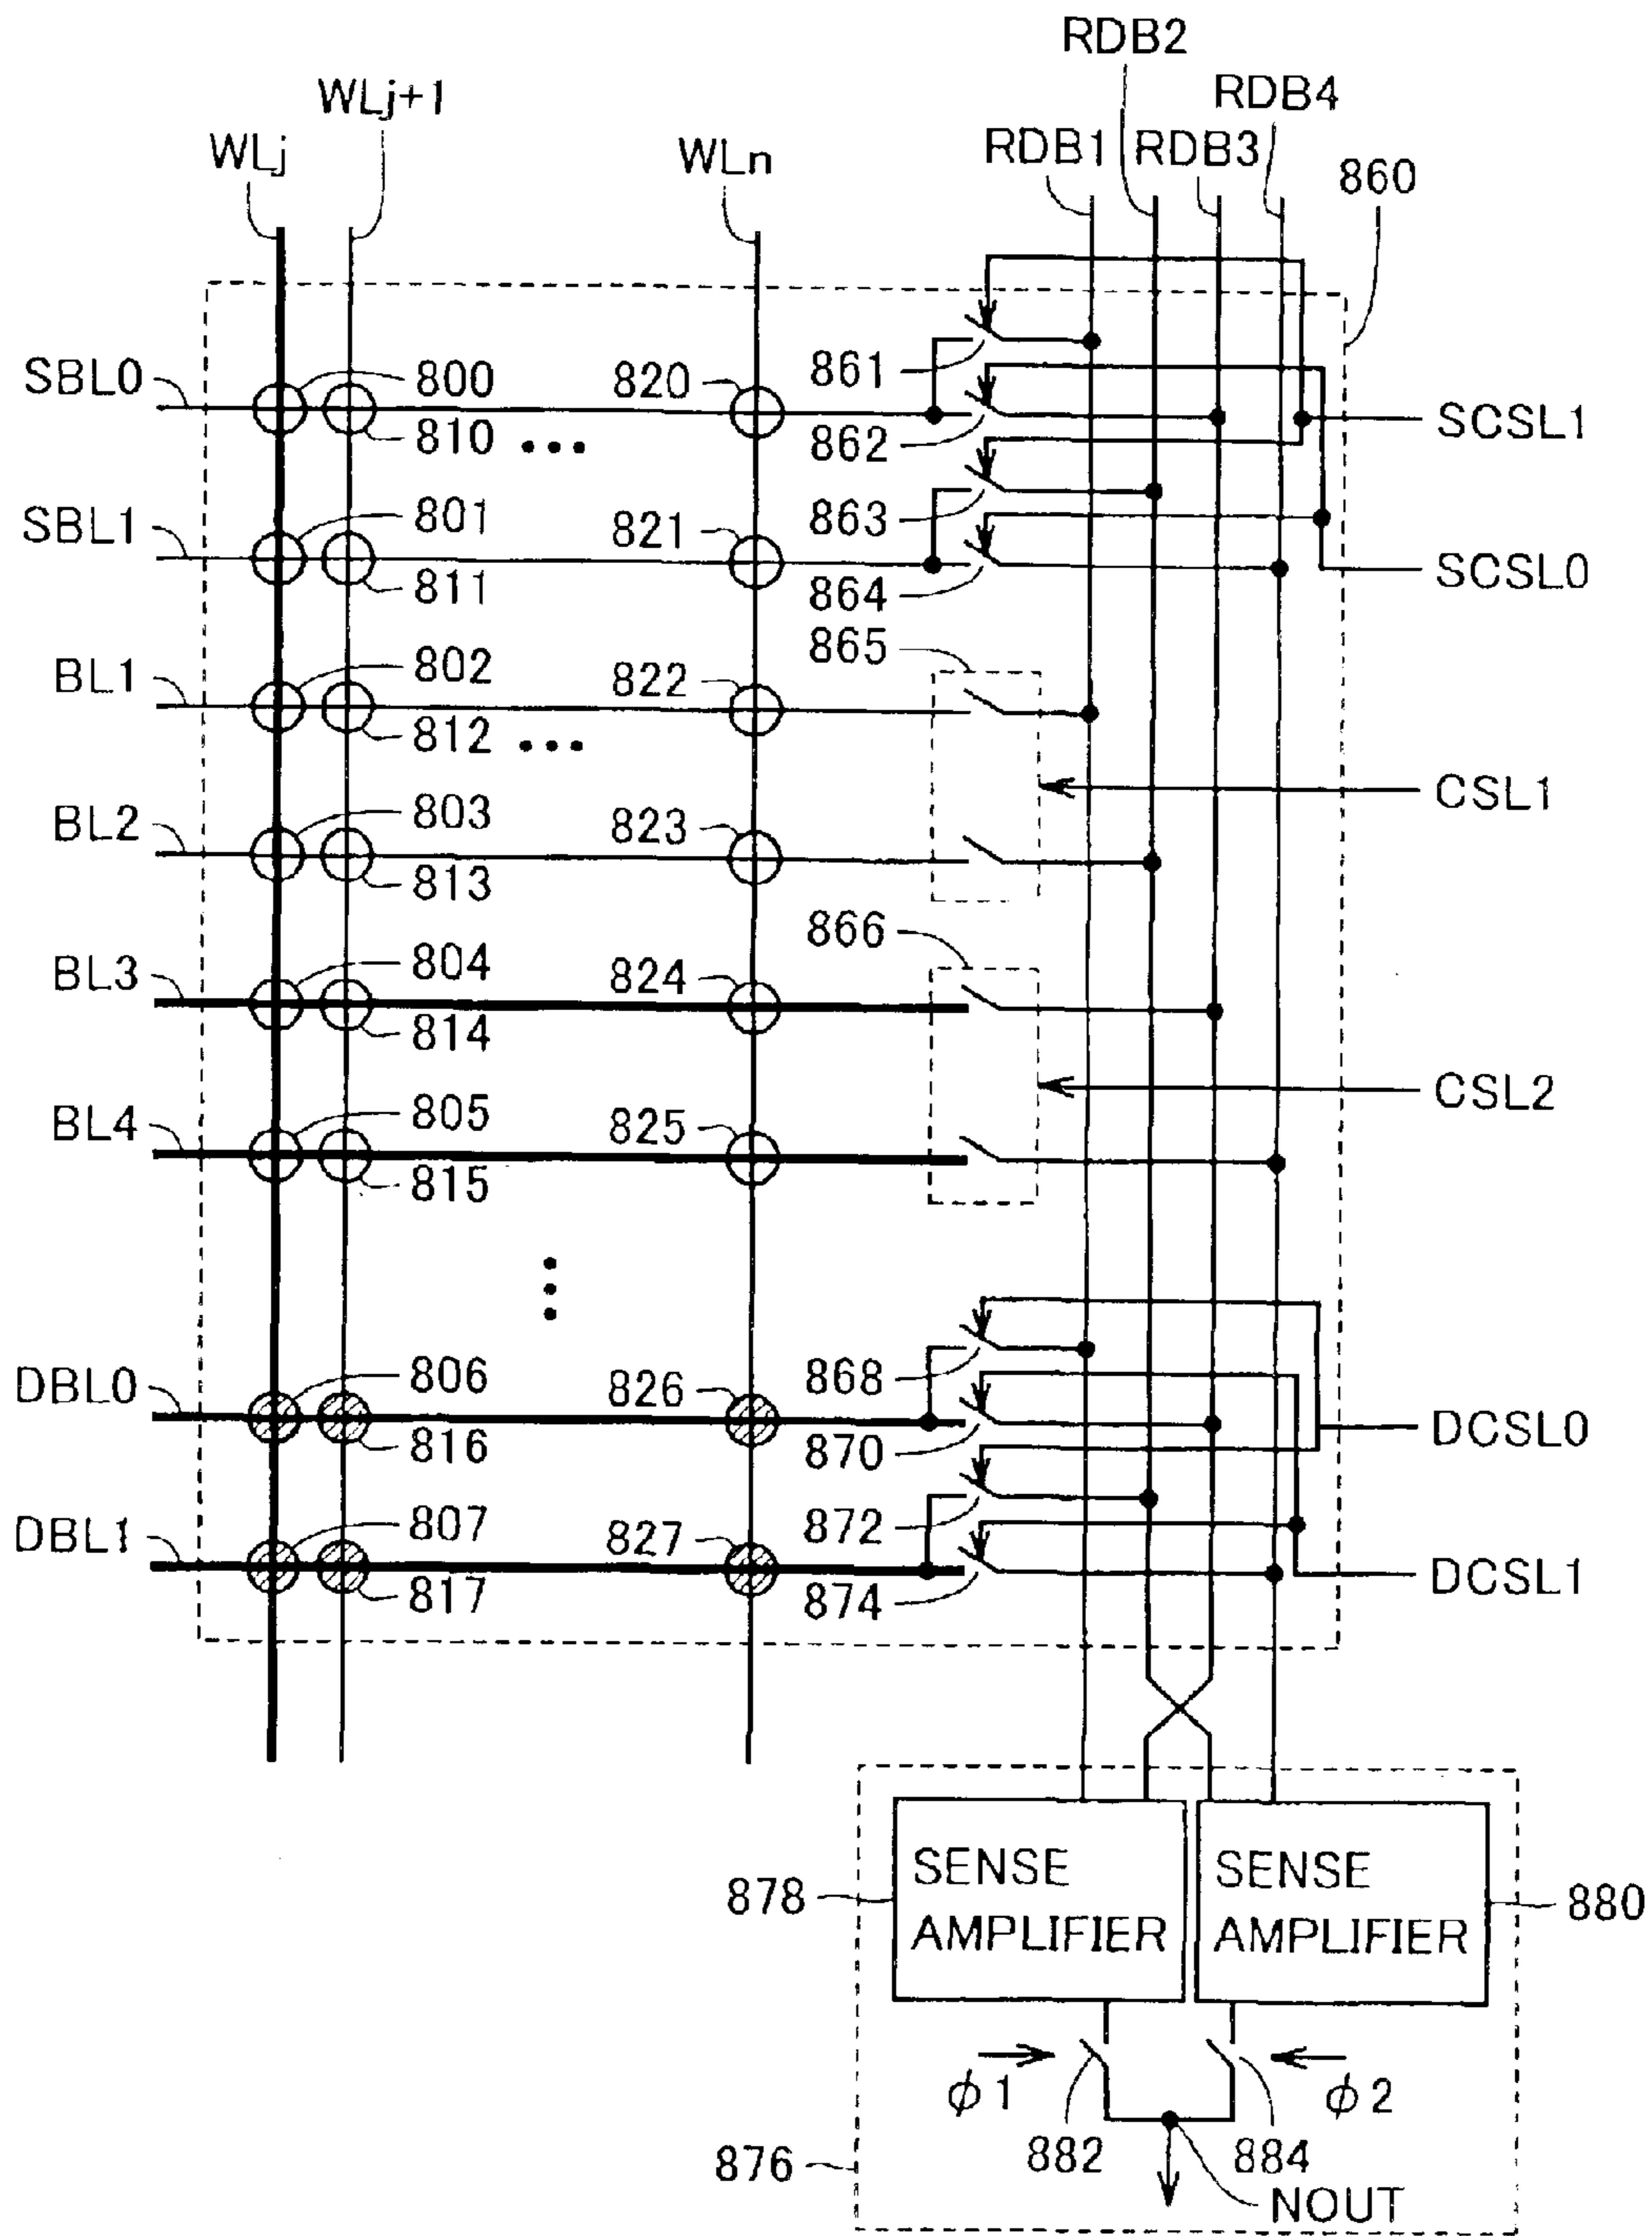 RDB2
WLj+1
RDB4
WLj
WLn
RDB1
RDB3
860
SBL0
800
820
861
810
862
SCSL1
SBL1
801
821
863
811
864
SCSL0
865
BL1
802
822
812
CSL1
BL2
803
823
813
866
BL3
804
824
814
CSL2
BL4
805
825
815
DBL0
806
826
868
816
870
DCSL0
DBL1
807
827
872
817
874
DCSL1
SENSE
AMPLIFIER
SENSE
AMPLIFIER
878
880
φ1
φ2
882
884
876
NOUT